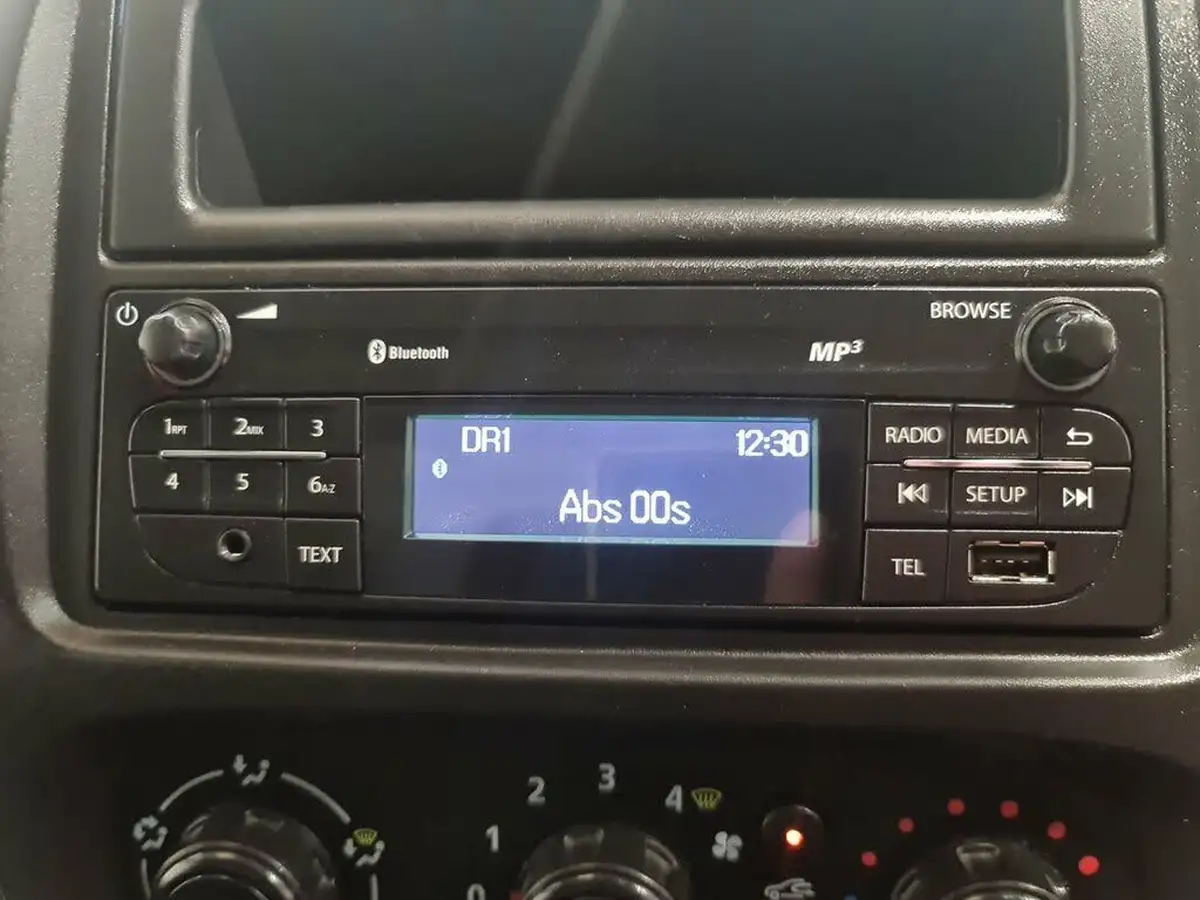 BROWSE
Bluetooth
MP3
1RPT 2MIX 3
4 5 6A-Z
TEXT
DR1 12:30
Abs 00s
RADIO MEDIA
SETUP
TEL
0 1 2 3 4